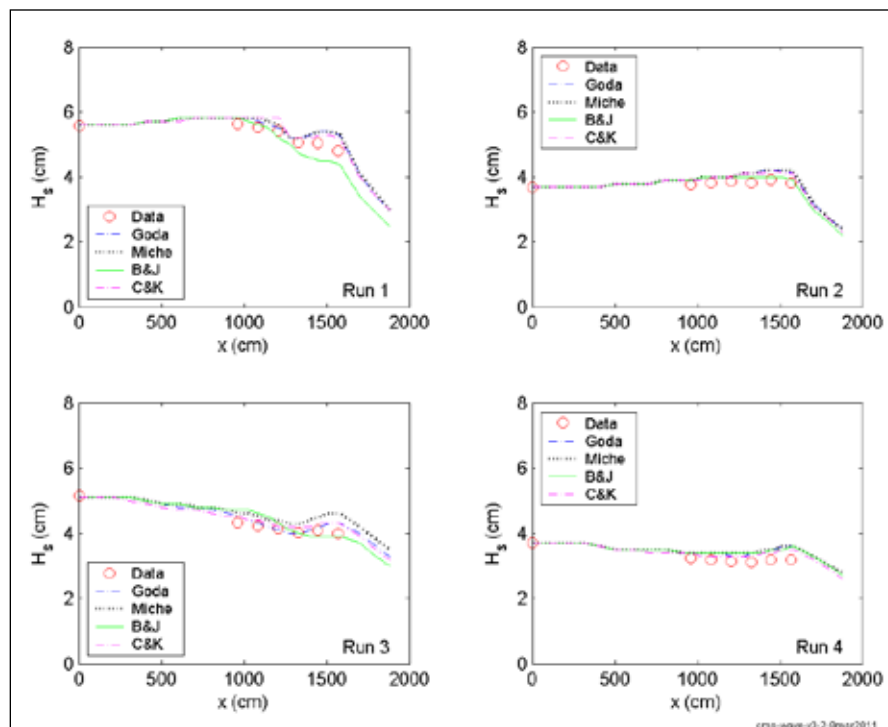 8
6
4
2
0
H_s (cm)
Data
Goda
Miche
B&J
C&K
Run 1
0 500 1000 1500 2000
x (cm)
8
6
4
2
0
H_s (cm)
Data
Goda
Miche
B&J
C&K
Run 2
0 500 1000 1500 2000
x (cm)
8
6
4
2
0
H_s (cm)
Data
Goda
Miche
B&J
C&K
Run 3
0 500 1000 1500 2000
x (cm)
8
6
4
2
0
H_s (cm)
Data
Goda
Miche
B&J
C&K
Run 4
0 500 1000 1500 2000
x (cm)